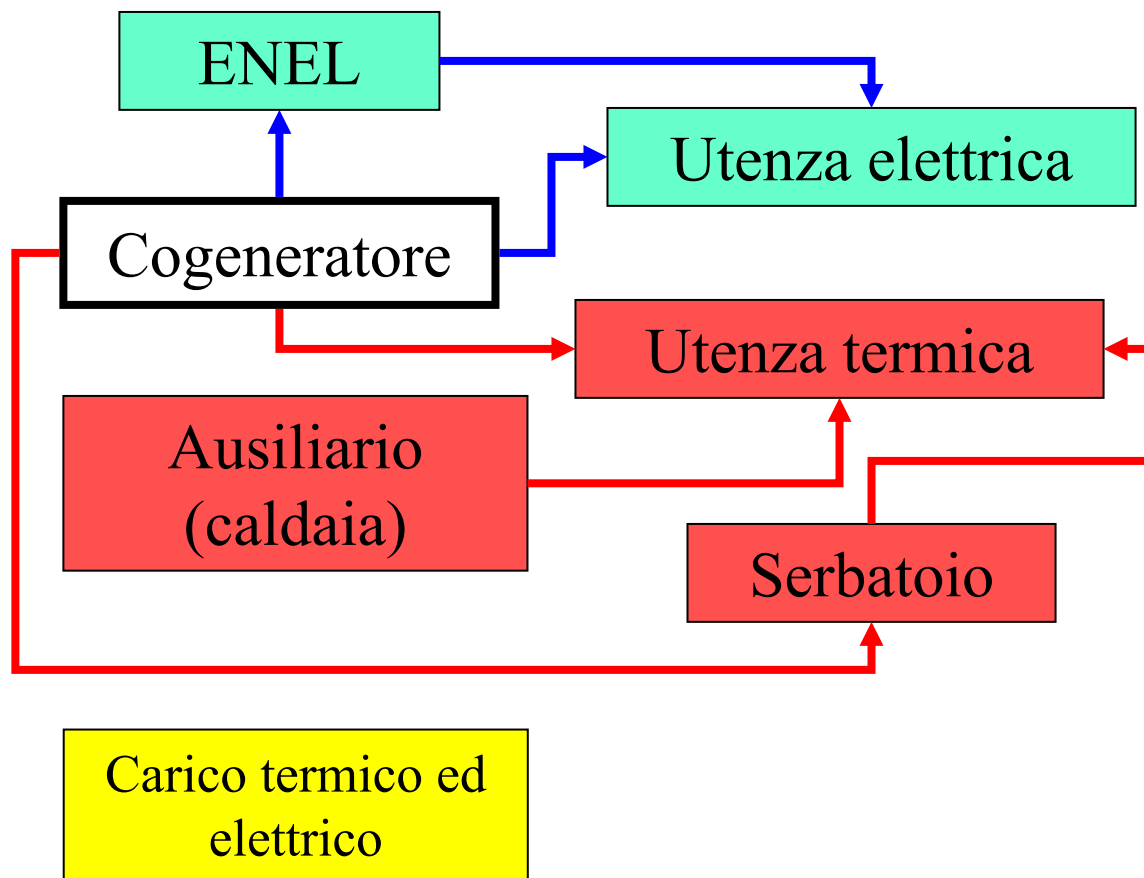 ENEL
Utenza elettrica
Cogeneratore
Utenza termica
Ausiliario
(caldaia)
Serbatoio
Carico termico ed
elettrico